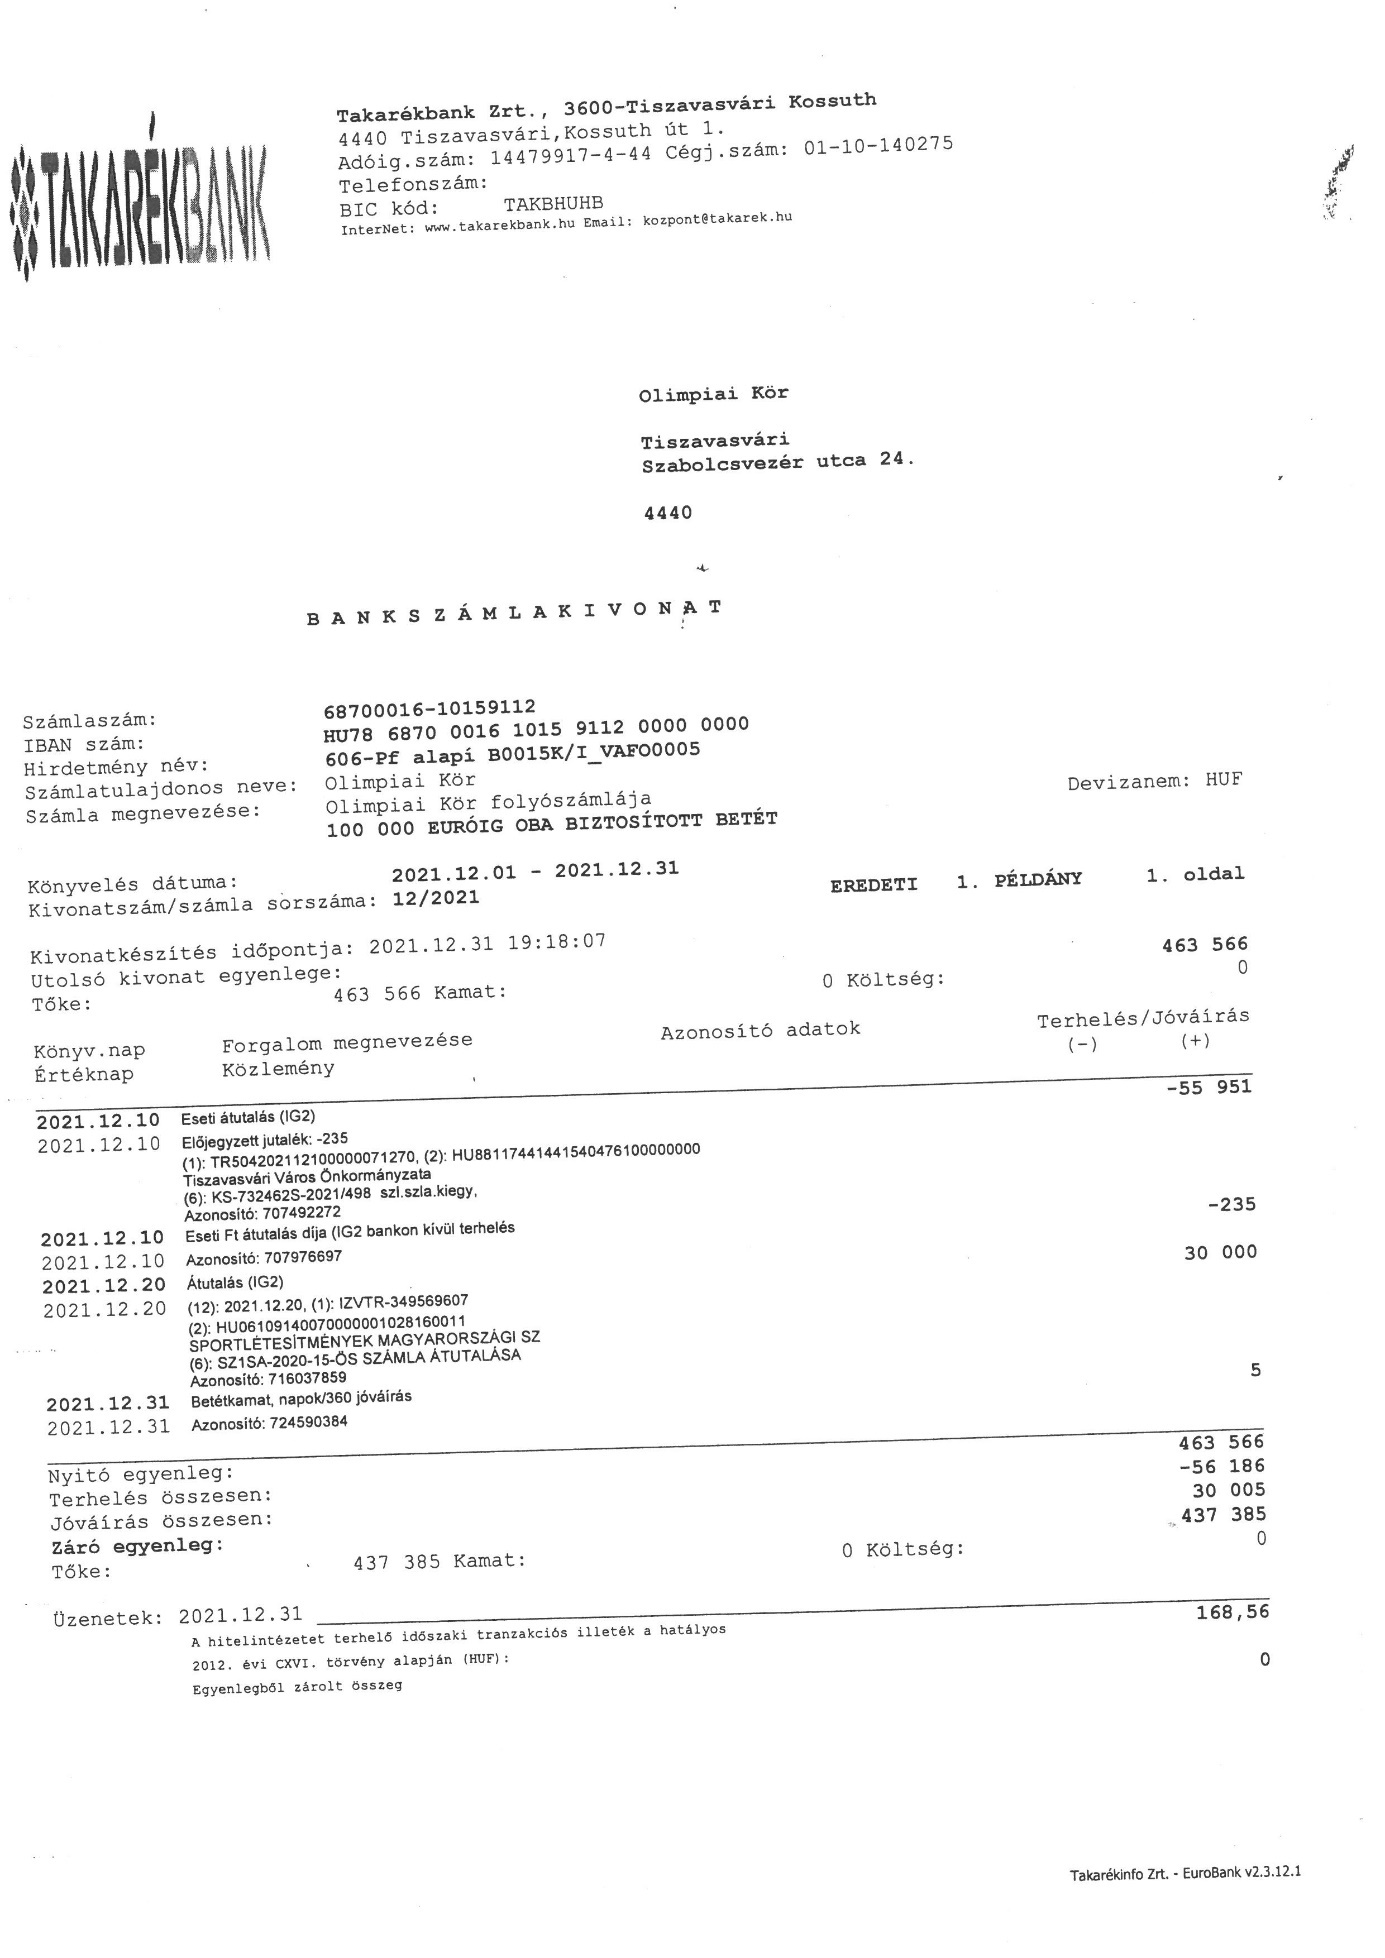 TAKARÉKBANK
Takarékbank Zrt., 3600-Tiszavasvári Kossuth
4440 Tiszavasvári,Kossuth út 1.
Adóig.szám: 14479917-4-44 Cégj.szám: 01-10-140275
Telefonszám:
BIC kód: TAKBHUHB
InterNet: www.takarekbank.hu Email: kozpont@takarek.hu
Olimpiai Kör
Tiszavasvári
Szabolcsvezér utca 24.
4440
B A N K S Z Á M L A K I V O N A T
Számlaszám: 68700016-10159112
IBAN szám: HU78 6870 0016 1015 9112 0000 0000
Hirdetmény név: 606-Pf alapí B0015K/I_VAFO0005
Számlatulajdonos neve: Olimpiai Kör Devizanem: HUF
Számla megnevezése: Olimpiai Kör folyószámlája
100 000 EURÓIG OBA BIZTOSÍTOTT BETÉT
Könyvelés dátuma: 2021.12.01 - 2021.12.31
Kivonatszám/számla sorszáma: 12/2021 EREDETI 1. PÉLDÁNY 1. oldal
Kivonatkészítés időpontja: 2021.12.31 19:18:07
Utolsó kivonat egyenlege: 463 566
Tőke: 463 566 Kamat: 0 Költség: 0
Könyv.nap Forgalom megnevezése Azonosító adatok Terhelés/Jóváírás
Értéknap Közlemény (-) (+)
2021.12.10 Eseti átutalás (IG2) -55 951
2021.12.10 Előjegyzett jutalék: -235
(1): TR504202112100000071270, (2): HU88117441441540476100000000
Tiszavasvári Város Önkormányzata
(6): KS-732462S-2021/498 szl.szla.kiegy,
Azonosító: 707492272
2021.12.10 Eseti Ft átutalás díja (IG2 bankon kívül terhelés -235
2021.12.10 Azonosító: 707976697
2021.12.20 Átutalás (IG2) 30 000
2021.12.20 (12): 2021.12.20, (1): IZVTR-349569607
(2): HU06109140070000001028160011
SPORTLÉTESÍTMÉNYEK MAGYARORSZÁGI SZ
(6): SZ1SA-2020-15-ÖS SZÁMLA ÁTUTALÁSA
Azonosító: 716037859
2021.12.31 Betétkamat, napok/360 jóváírás 5
2021.12.31 Azonosító: 724590384
Nyitó egyenleg: 463 566
Terhelés összesen: -56 186
Jóváírás összesen: 30 005
Záró egyenleg: 437 385
Tőke: 437 385 Kamat: 0 Költség: 0
Üzenetek: 2021.12.31
A hitelintézetet terhelő időszaki tranzakciós illeték a hatályos 168,56
2012. évi CXVI. törvény alapján (HUF):
Egyenlegből zárolt összeg 0
Takarékinfo Zrt. - EuroBank v2.3.12.1